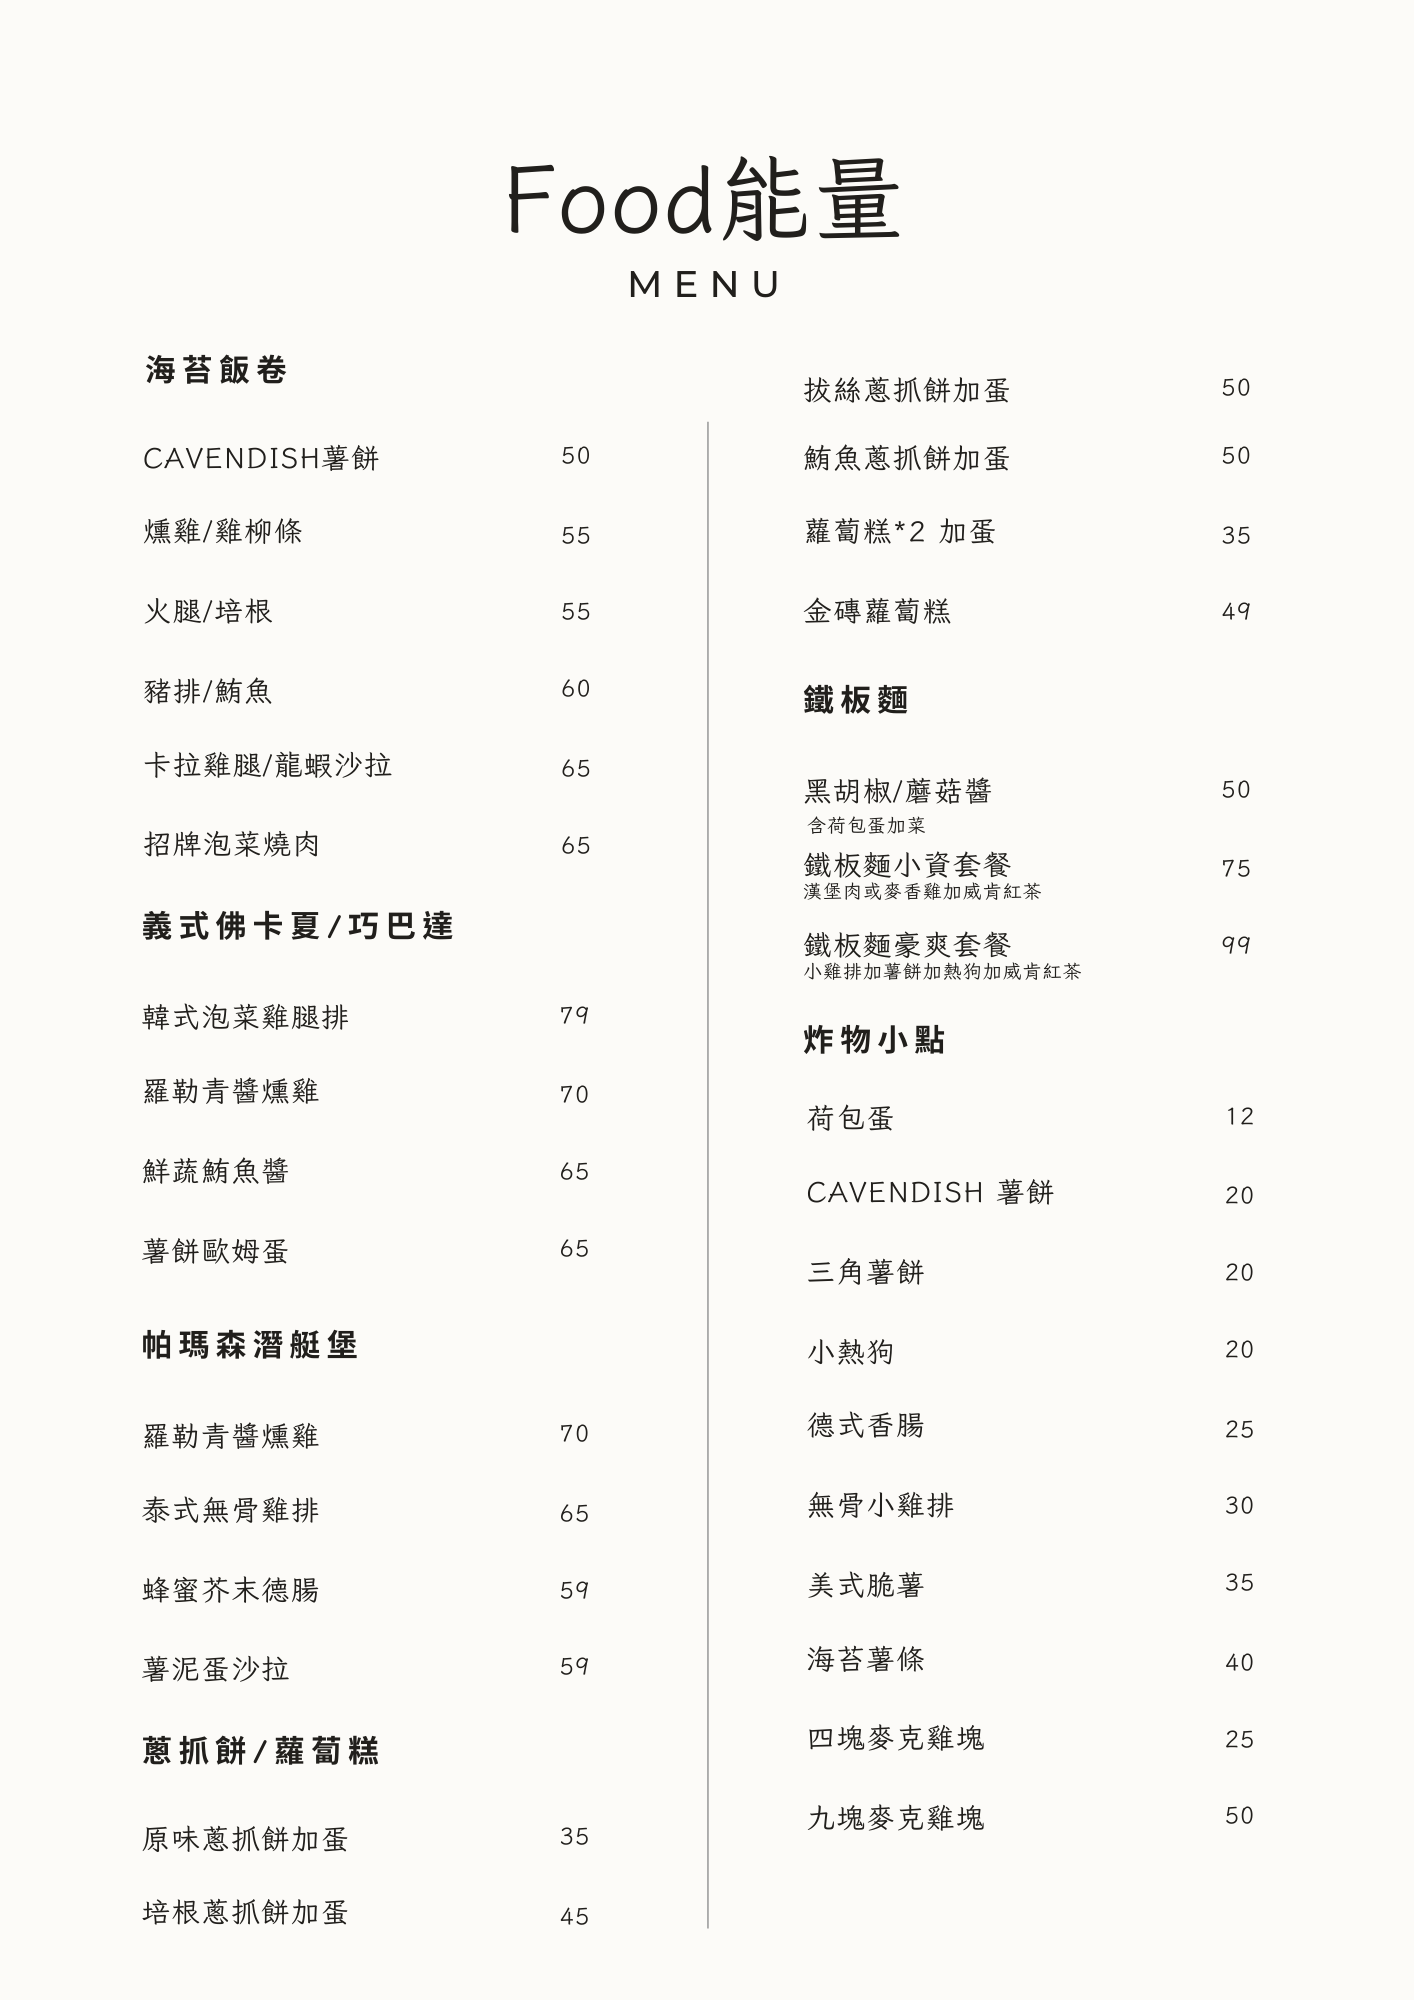 Food能量
MENU
海苔飯卷
CAVENDISH薯餅 50
燻雞/雞柳條 55
火腿/培根 55
豬排/鮪魚 60
卡拉雞腿/龍蝦沙拉 65
招牌泡菜燒肉 65
義式佛卡夏/巧巴達
韓式泡菜雞腿排 79
羅勒青醬燻雞 70
鮮蔬鮪魚醬 65
薯餅歐姆蛋 65
帕瑪森潛艇堡
羅勒青醬燻雞 70
泰式無骨雞排 65
蜂蜜芥末德腸 59
薯泥蛋沙拉 59
蔥抓餅/蘿蔔糕
原味蔥抓餅加蛋 35
培根蔥抓餅加蛋 45
拔絲蔥抓餅加蛋 50
鮪魚蔥抓餅加蛋 50
蘿蔔糕*2 加蛋 35
金磚蘿蔔糕 49
鐵板麵
黑胡椒/蘑菇醬 50
含荷包蛋加菜
鐵板麵小資套餐 75
漢堡肉或麥香雞加威肯紅茶
鐵板麵豪爽套餐 99
小雞排加薯餅加熱狗加威肯紅茶
炸物小點
荷包蛋 12
CAVENDISH 薯餅 20
三角薯餅 20
小熱狗 20
德式香腸 25
無骨小雞排 30
美式脆薯 35
海苔薯條 40
四塊麥克雞塊 25
九塊麥克雞塊 50